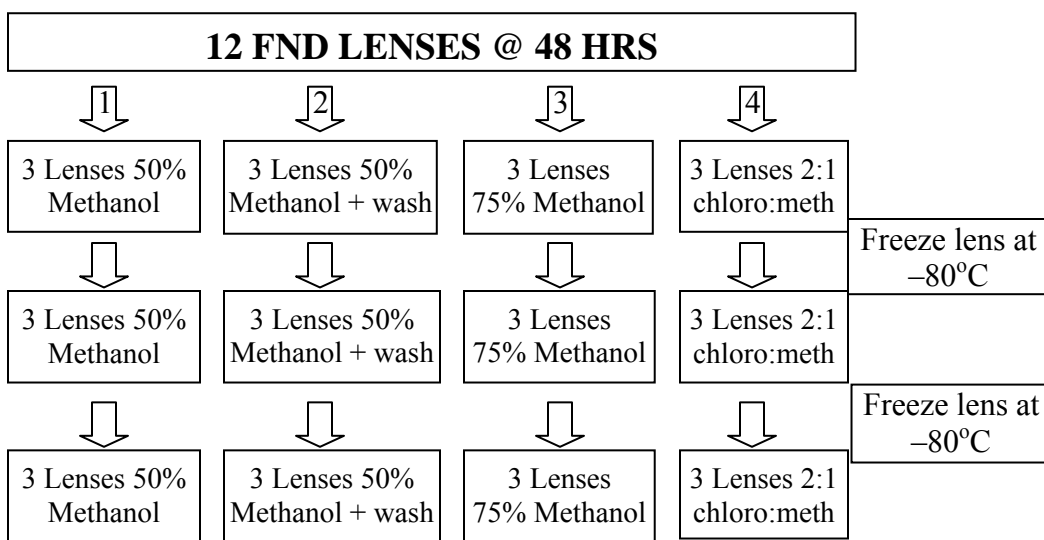 12 FND LENSES @ 48 HRS
1
2
3
4
3 Lenses 50%
Methanol
3 Lenses 50%
Methanol + wash
3 Lenses
75% Methanol
3 Lenses 2:1
chloro:meth
Freeze lens at
–80°C
3 Lenses 50%
Methanol
3 Lenses 50%
Methanol + wash
3 Lenses
75% Methanol
3 Lenses 2:1
chloro:meth
Freeze lens at
–80°C
3 Lenses 50%
Methanol
3 Lenses 50%
Methanol + wash
3 Lenses
75% Methanol
3 Lenses 2:1
chloro:meth